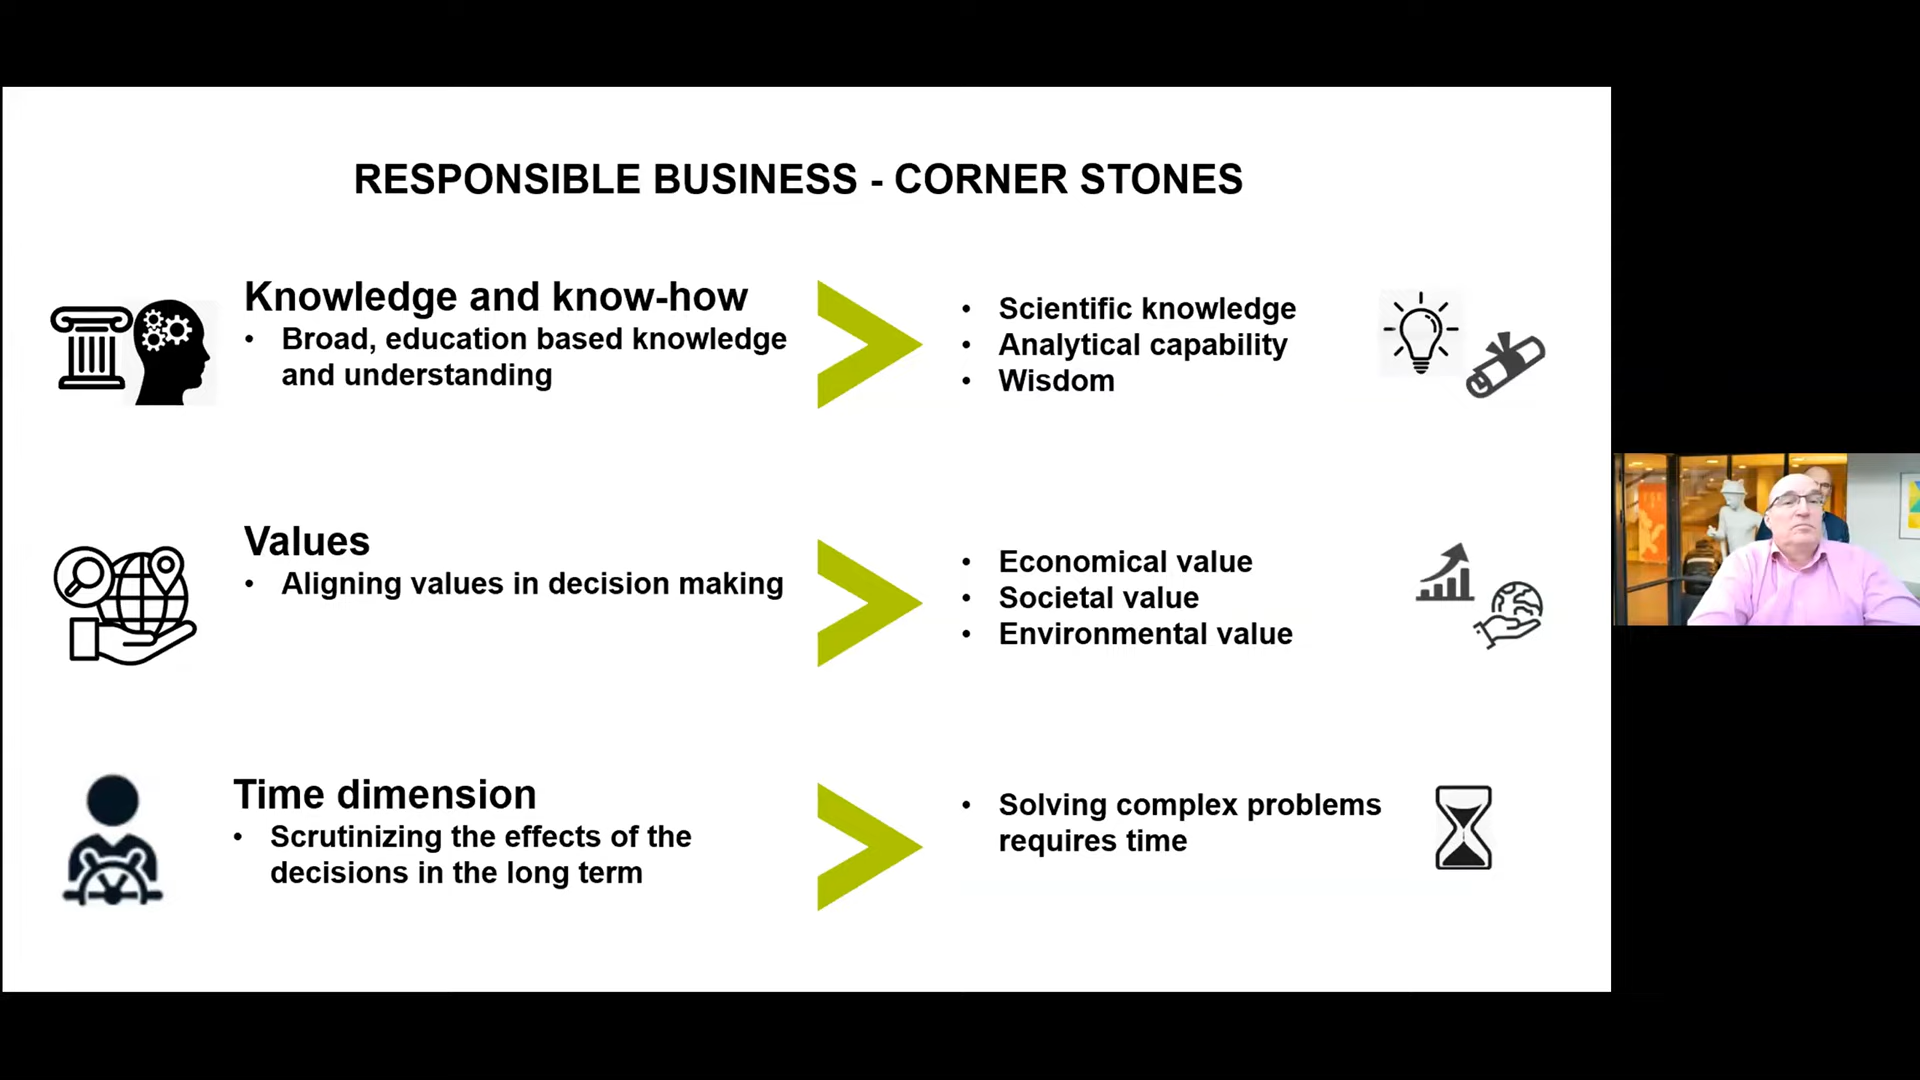 RESPONSIBLE BUSINESS - CORNER STONES
Knowledge and know-how
• Broad, education based knowledge
and understanding
• Scientific knowledge
• Analytical capability
• Wisdom
Values
• Aligning values in decision making
• Economical value
• Societal value
• Environmental value
Time dimension
• Scrutinizing the effects of the
decisions in the long term
• Solving complex problems
requires time